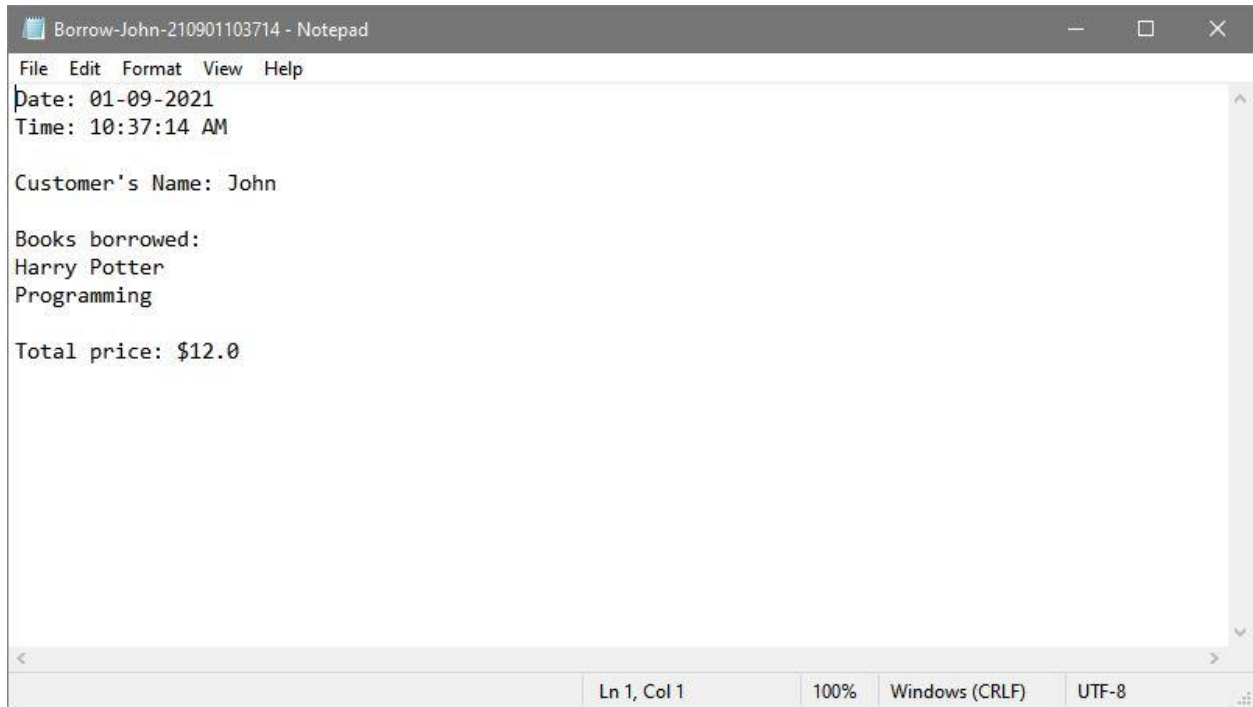 Borrow-John-210901103714 - Notepad
File Edit Format View Help
Date: 01-09-2021
Time: 10:37:14 AM
Customer's Name: John
Books borrowed:
Harry Potter
Programming
Total price: $12.0
Ln 1, Col 1 100% Windows (CRLF) UTF-8